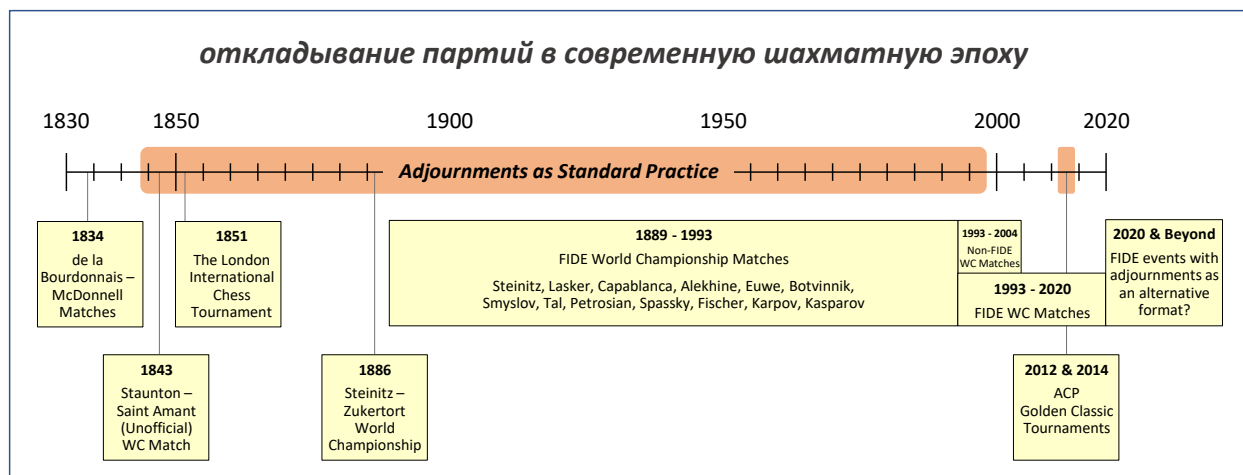 откладывание партий в современную шахматную эпоху
1830 1850 1900 1950 2000 2020
Adjournments as Standard Practice
1834
de la
Bourdonnais –
McDonnell
Matches
1851
The London
International
Chess
Tournament
1889 - 1993
FIDE World Championship Matches
Steinitz, Lasker, Capablanca, Alekhine, Euwe, Botvinnik,
Smyslov, Tal, Petrosian, Spassky, Fischer, Karpov, Kasparov
1993 - 2004
Non-FIDE
WC Matches
1993 - 2020
FIDE WC Matches
2020 & Beyond
FIDE events with
adjournments as
an alternative
format?
1843
Staunton –
Saint Amant
(Unofficial)
WC Match
1886
Steinitz –
Zukertort
World
Championship
2012 & 2014
ACP
Golden Classic
Tournaments